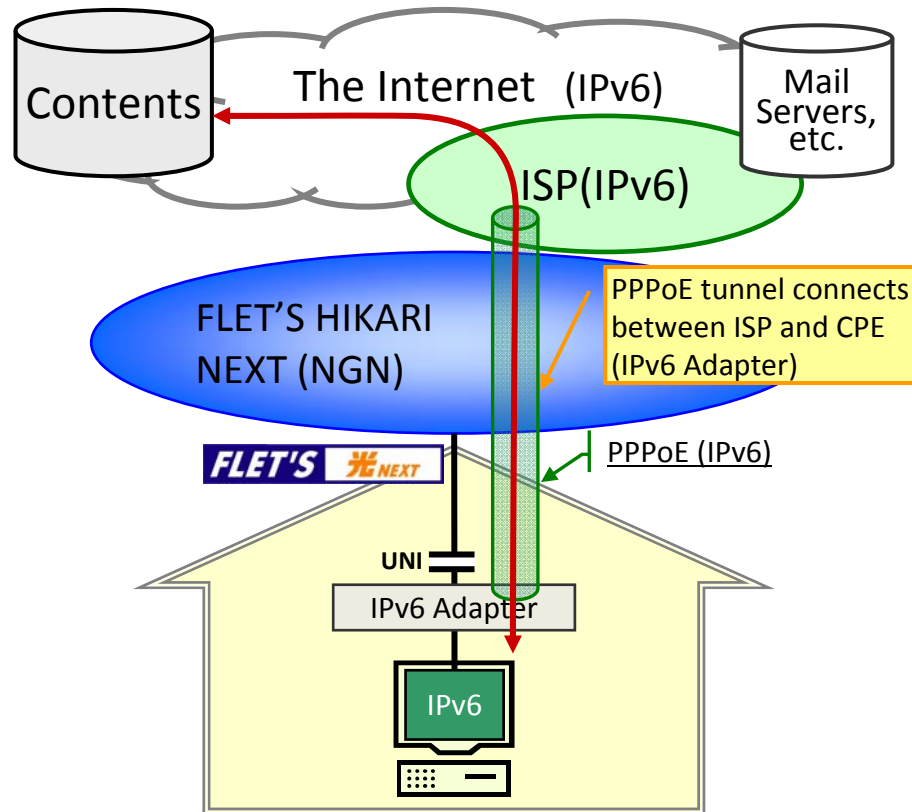 Contents
The Internet (IPv6)
Mail
Servers,
etc.
ISP(IPv6)
FLET'S HIKARI
NEXT (NGN)
PPPoE tunnel connects
between ISP and CPE
(IPv6 Adapter)
FLET'S 光 NEXT
PPPoE (IPv6)
UNI
IPv6 Adapter
IPv6